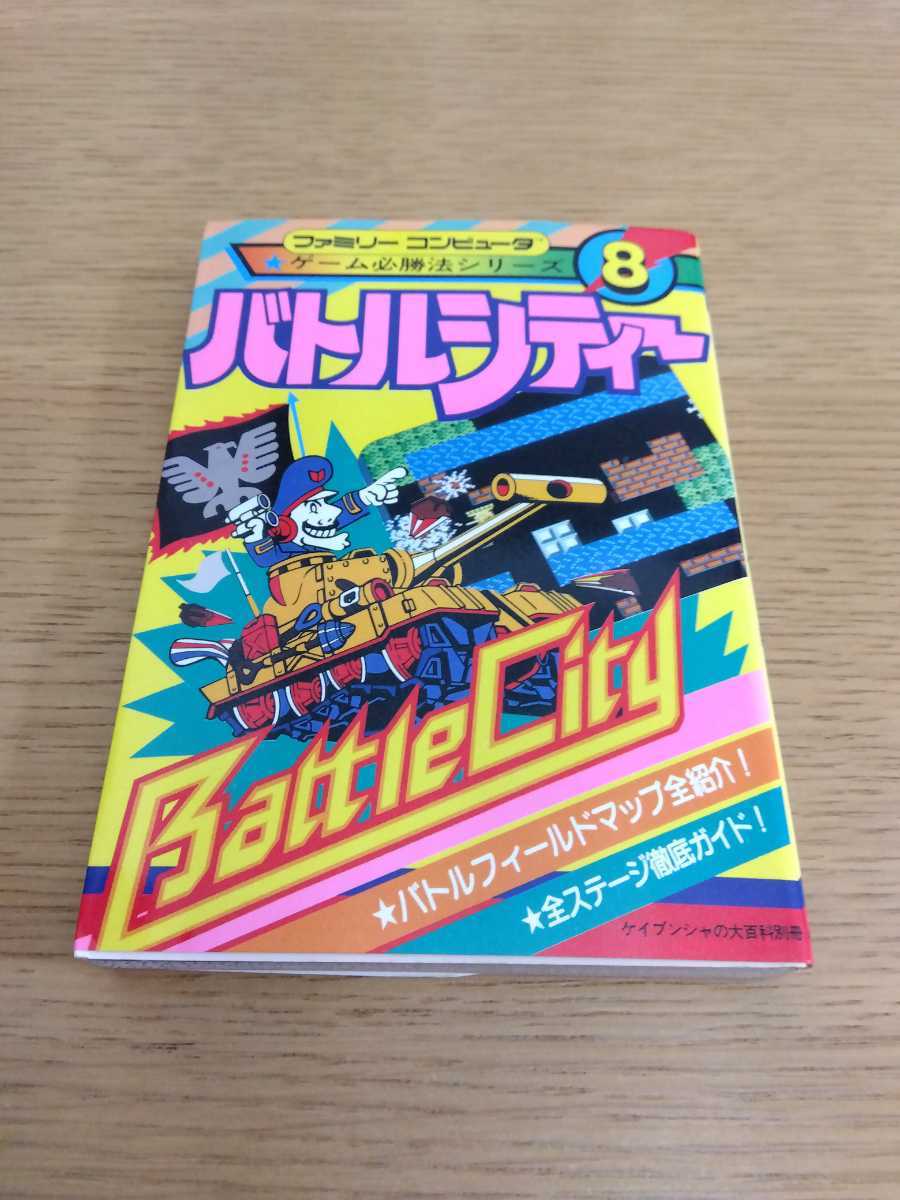 ファミリー コンピュータ™
★ゲーム必勝法シリーズ
8
バトルシティー
BattleCity
★バトルフィールドマップ全紹介！
★全ステージ徹底ガイド！
ケイブンシャの大百科別冊